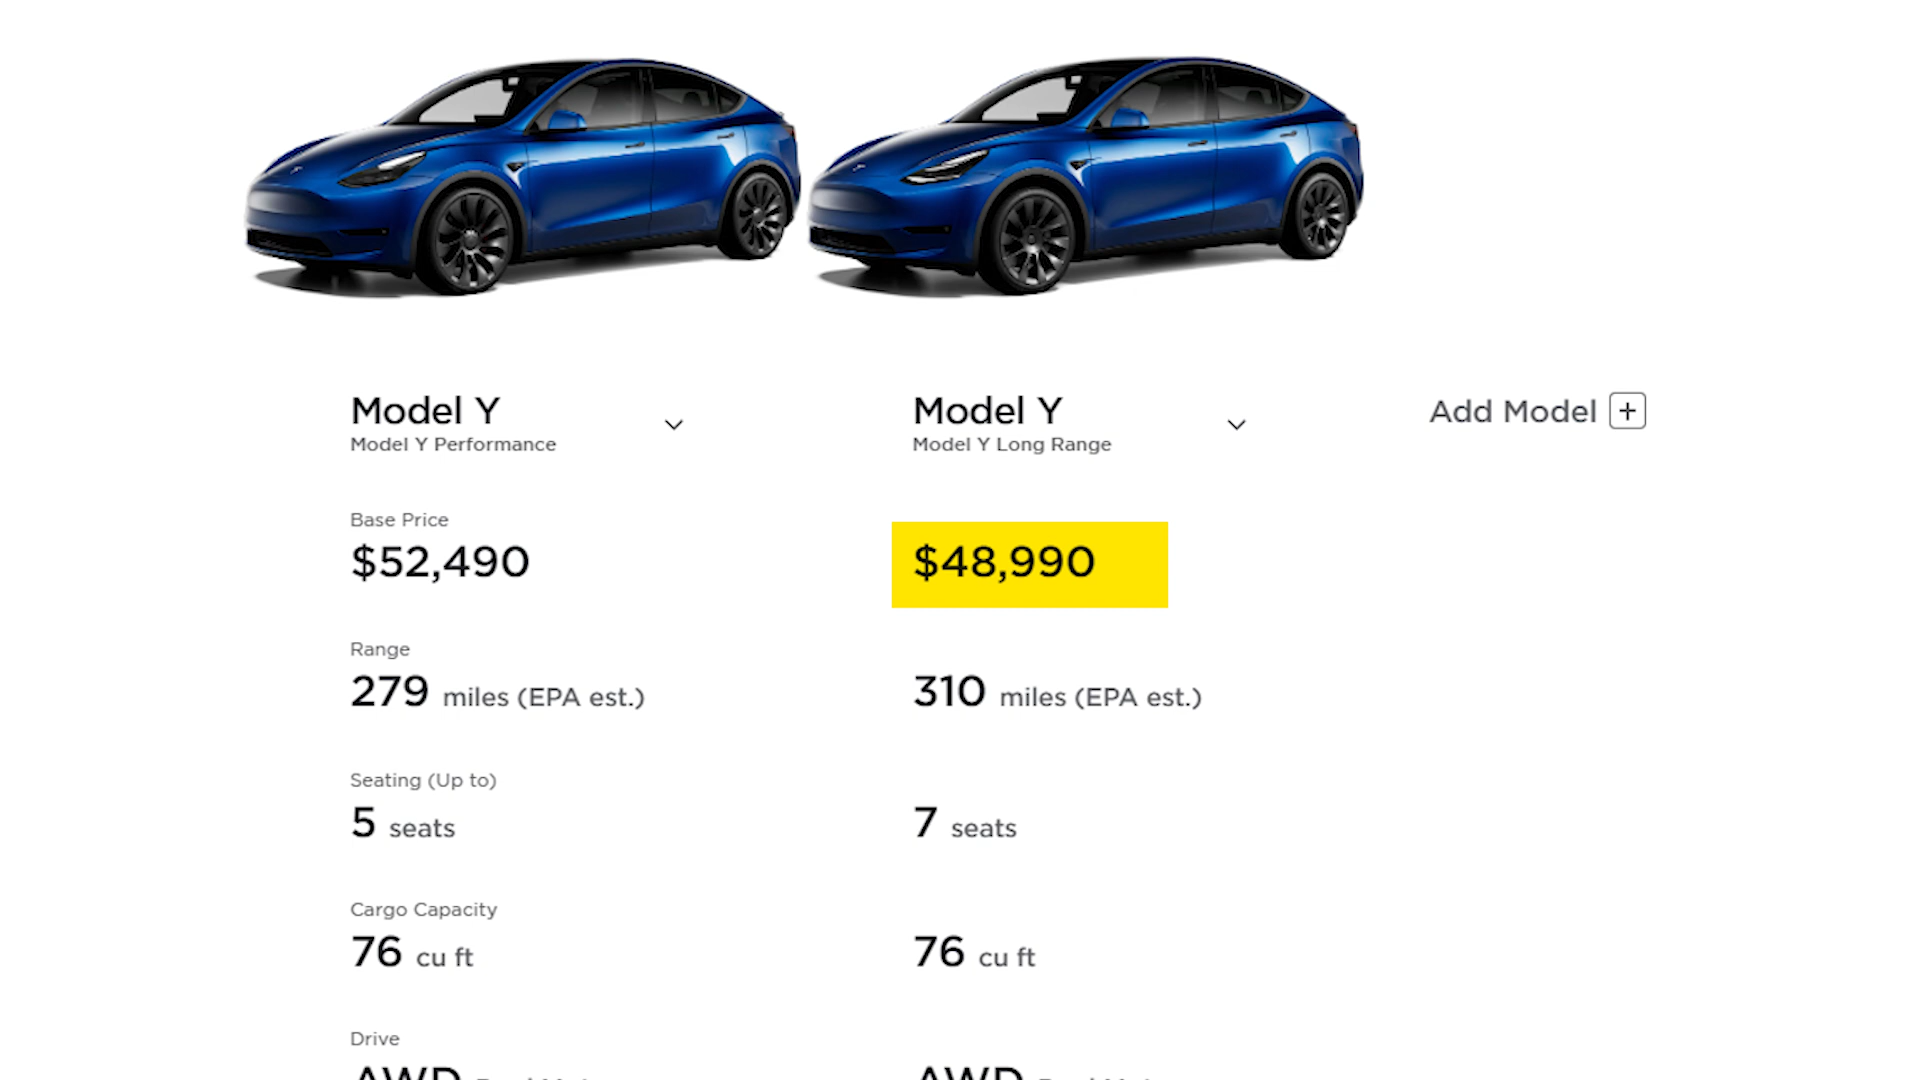 Model Y
Model Y Performance
Model Y
Model Y Long Range
Add Model +
Base Price
$52,490
$48,990
Range
279 miles (EPA est.)
310 miles (EPA est.)
Seating (Up to)
5 seats
7 seats
Cargo Capacity
76 cu ft
76 cu ft
Drive
AWD
AWD